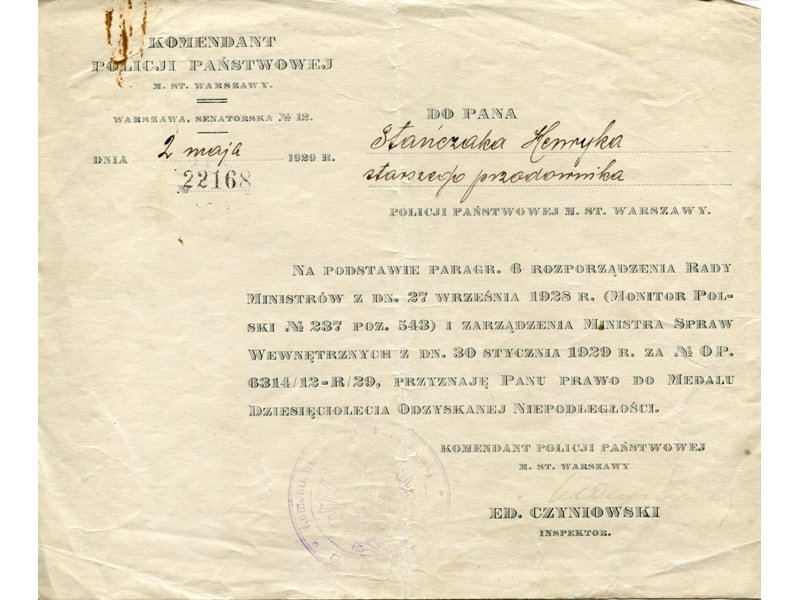 KOMENDANT
POLICJI PAŃSTWOWEJ
M. ST. WARSZAWY.
WARSZAWA, SENATORSKA № 12.
DNIA 2 maja 1929 R.
№ 22168
DO PANA
Stańczaka Henryka
starszego przodownika
POLICJI PAŃSTWOWEJ M. ST. WARSZAWY.
NA PODSTAWIE PARAGR. 6 ROZPORZĄDZENIA RADY
MINISTRÓW Z DN. 27 WRZEŚNIA 1928 R. (MONITOR POL-
SKI № 237 POZ. 543) I ZARZĄDZENIA MINISTRA SPRAW
WEWNĘTRZNYCH Z DN. 30 STYCZNIA 1929 R. ZA № O P.
6314/12-R/29, PRZYZNAJĘ PANU PRAWO DO MEDALU
DZIESIĘCIOLECIA ODZYSKANEJ NIEPODLEGŁOŚCI.
KOMENDANT POLICJI PAŃSTWOWEJ
M. ST. WARSZAWY
ED. CZYNIOWSKI
INSPEKTOR.